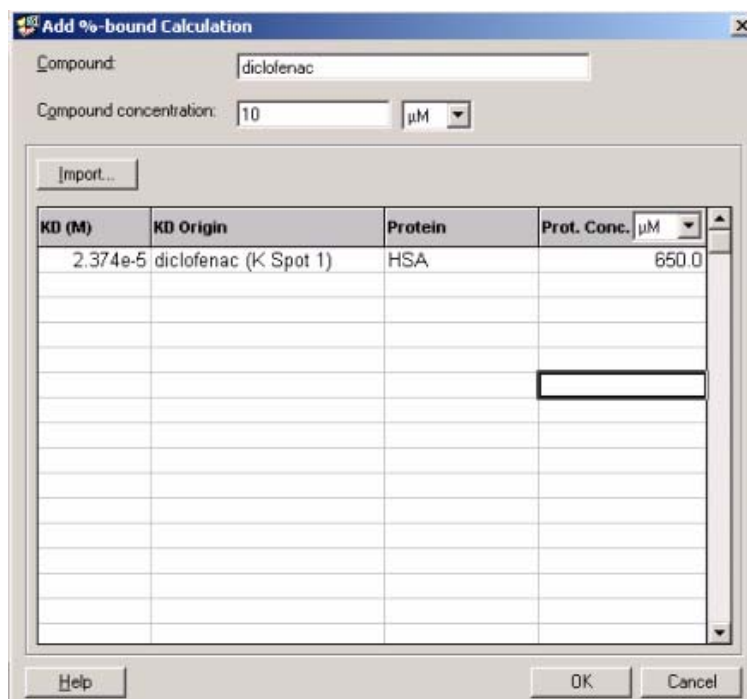 Add %-bound Calculation
Compound: diclofenac
Compound concentration: 10 µM
Import...
KD (M) KD Origin Protein Prot. Conc. µM
2.374e-5 diclofenac (K Spot 1) HSA 650.0
Help OK Cancel